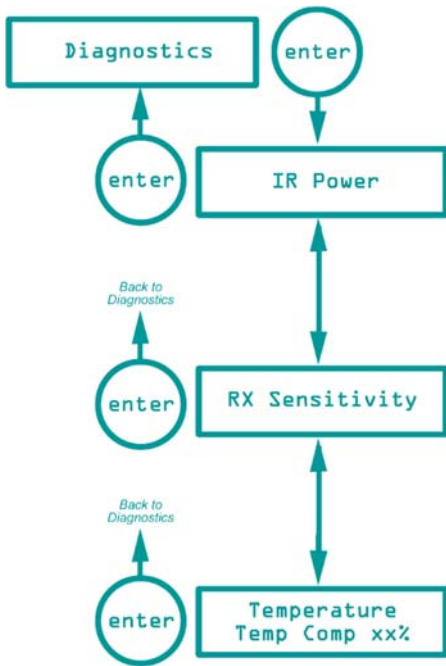 Diagnostics
enter
enter
IR Power
Back to
Diagnostics
enter
RX Sensitivity
Back to
Diagnostics
enter
Temperature
Temp Comp xx%